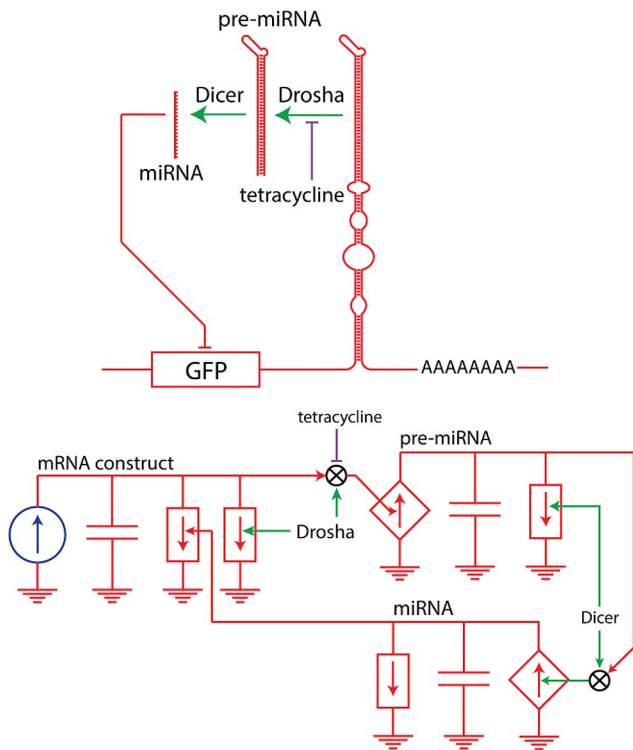 pre-miRNA
Dicer
Drosha
miRNA
tetracycline
GFP
AAAAAAAA
tetracycline
mRNA construct
pre-miRNA
Drosha
miRNA
Dicer